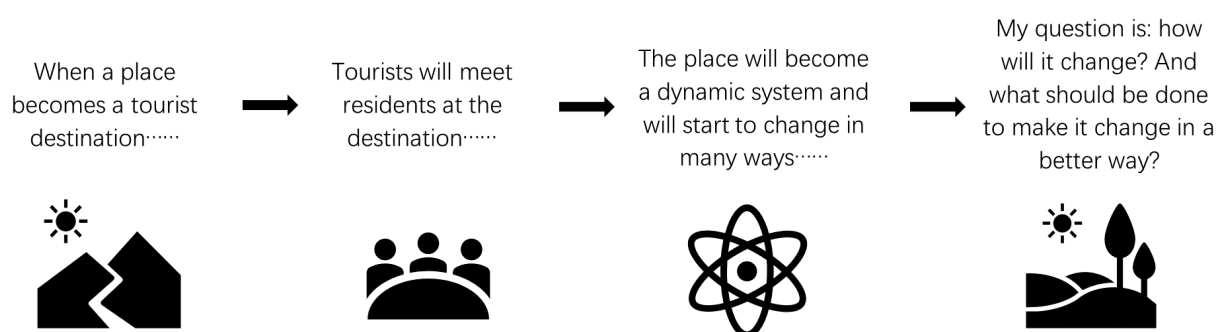 When a place
becomes a tourist
destination……
Tourists will meet
residents at the
destination……
The place will become
a dynamic system and
will start to change in
many ways……
My question is: how
will it change? And
what should be done
to make it change in a
better way?